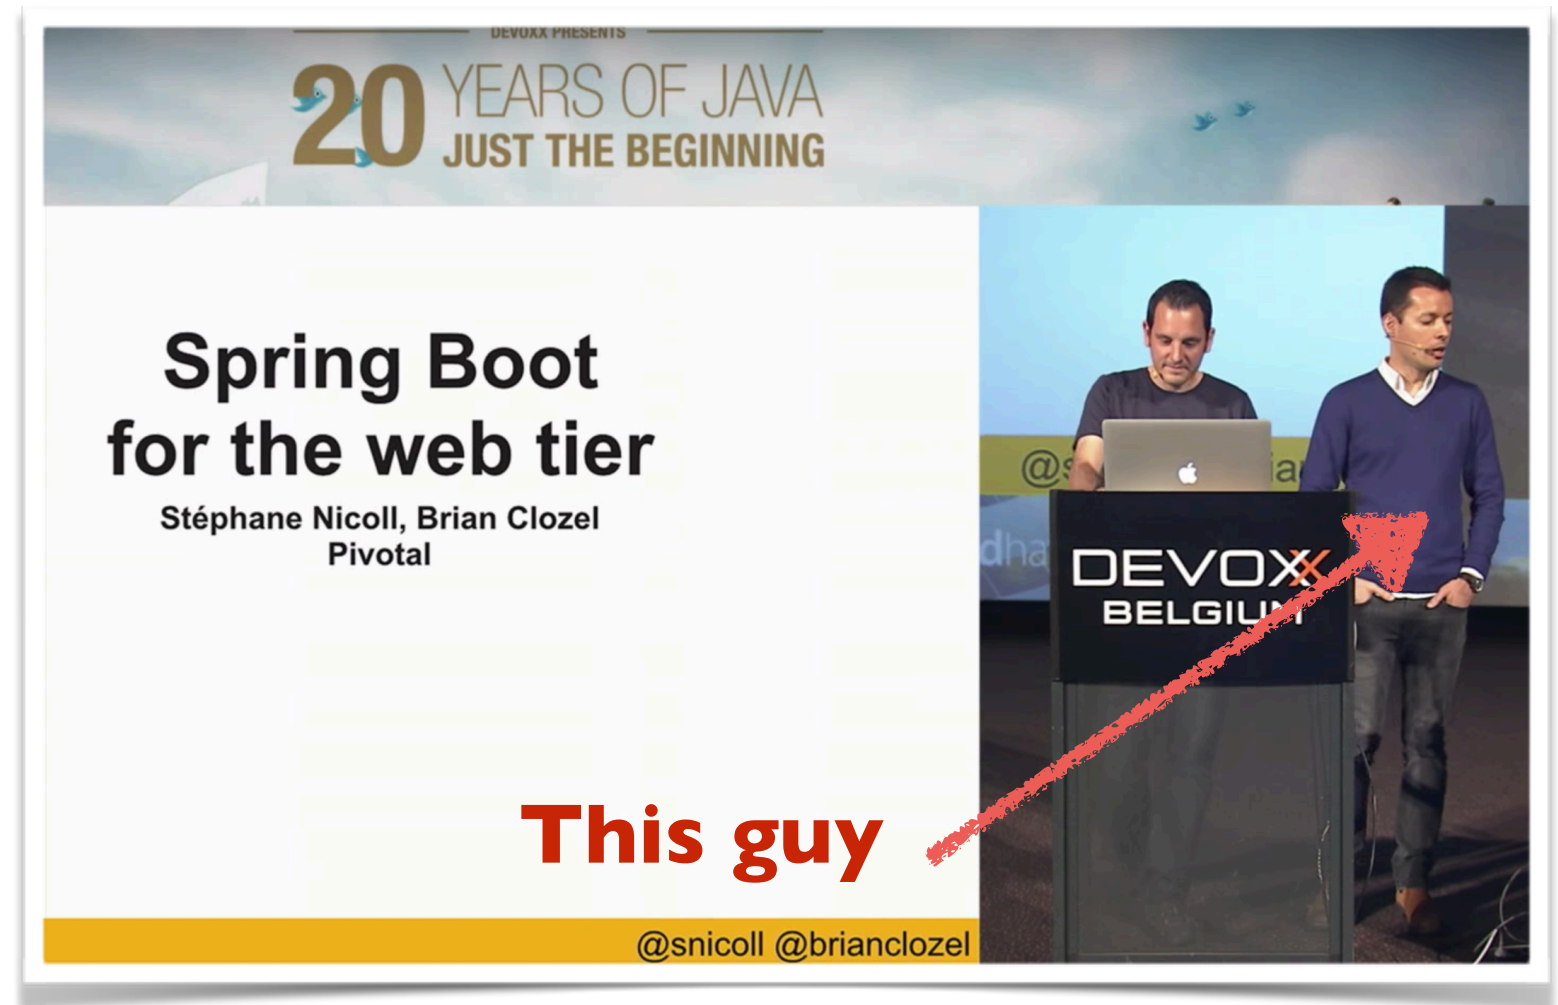 DEVOXX PRESENTS
20 YEARS OF JAVA
JUST THE BEGINNING
Spring Boot
for the web tier
Stéphane Nicoll, Brian Clozel
Pivotal
DEVOXX
BELGIUM
This guy
@snicoll @brianclozel